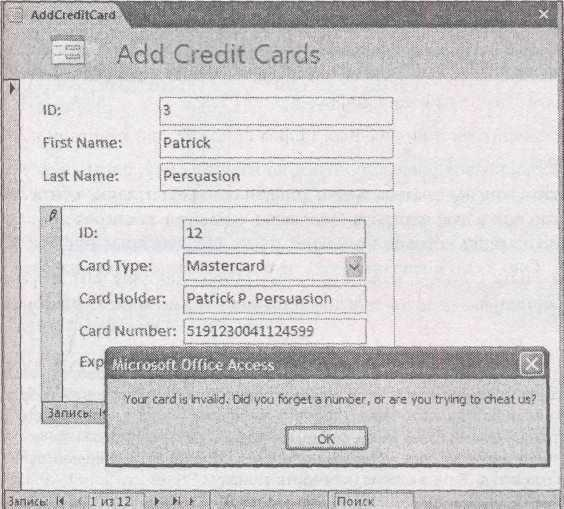 AddCreditCard
Add Credit Cards
ID: 3
First Name: Patrick
Last Name: Persuasion
ID: 12
Card Type: Mastercard
Card Holder: Patrick P. Persuasion
Card Number: 5191230041124599
Exp
Microsoft Office Access
Your card is invalid. Did you forget a number, or are you trying to cheat us?
OK
Запись:
Запись: 1 из 12 Поиск